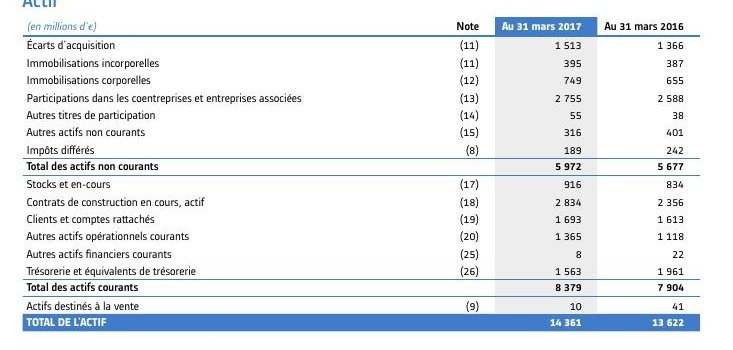 Actif
(en millions d'€) Note Au 31 mars 2017 Au 31 mars 2016
Écarts d'acquisition (11) 1 513 1 366
Immobilisations incorporelles (11) 395 387
Immobilisations corporelles (12) 749 655
Participations dans les coentreprises et entreprises associées (13) 2 755 2 588
Autres titres de participation (14) 55 38
Autres actifs non courants (15) 316 401
Impôts différés (8) 189 242
Total des actifs non courants 5 972 5 677
Stocks et en-cours (17) 916 834
Contrats de construction en cours, actif (18) 2 834 2 356
Clients et comptes rattachés (19) 1 693 1 613
Autres actifs opérationnels courants (20) 1 365 1 118
Autres actifs financiers courants (25) 8 22
Trésorerie et équivalents de trésorerie (26) 1 563 1 961
Total des actifs courants 8 379 7 904
Actifs destinés à la vente (9) 10 41
TOTAL DE L'ACTIF 14 361 13 622